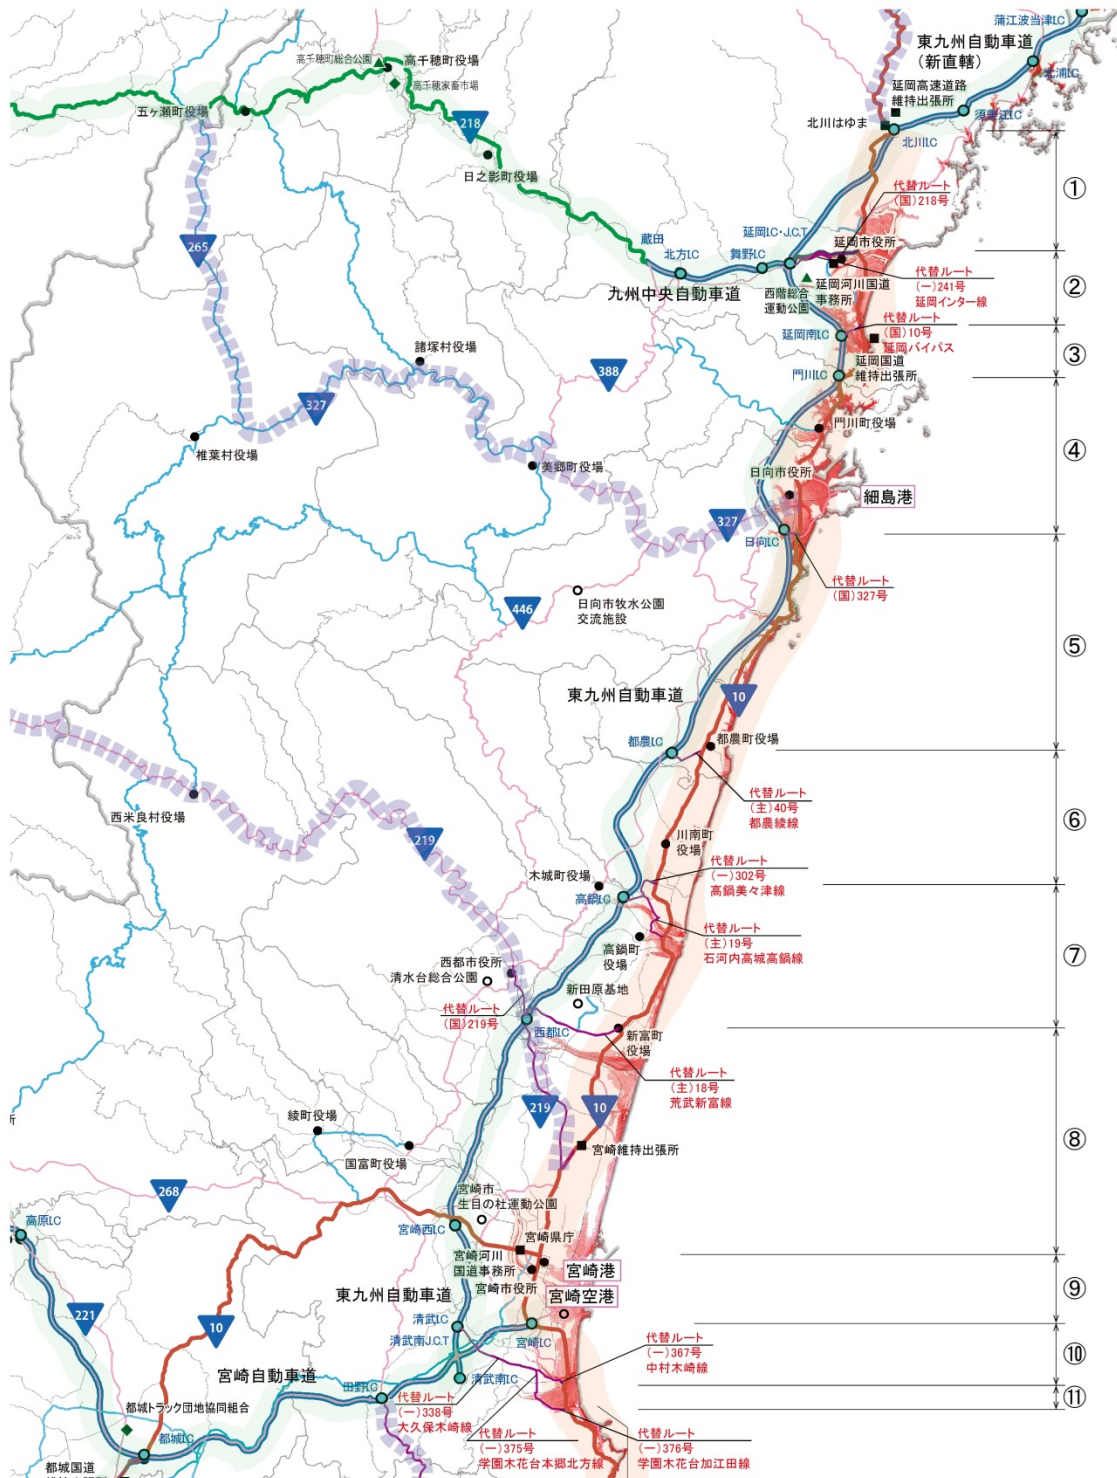 蒲江波当津I.C
東九州自動車道
(新直轄)
北浦I.C
高千穂町総合公園
高千穂町役場
高千穂家畜市場
延岡高速道路
維持出張所
須美江I.C
五ヶ瀬町役場
北川はゆま
北川I.C
218
①
日之影町役場
代替ルート
(国)218号
265
蔵田
北方I.C
舞野I.C
延岡I.C・J.C.T
延岡市役所
九州中央自動車道
西階総合
運動公園
延岡河川国道
事務所
代替ルート
(一)241号
延岡インター線
②
代替ルート
(国)10号
延岡バイパス
延岡南I.C
延岡国道
維持出張所
③
諸塚村役場
388
門川I.C
327
門川町役場
④
椎葉村役場
美郷町役場
日向市役所
細島港
327
日向I.C
代替ルート
(国)327号
446
日向市牧水公園
交流施設
⑤
東九州自動車道
10
都農I.C
都農町役場
代替ルート
(主)40号
都農綾線
⑥
西米良村役場
219
川南町
役場
木城町役場
代替ルート
(一)302号
高鍋美々津線
高鍋I.C
代替ルート
(主)19号
石河内高城高鍋線
高鍋町
役場
⑦
西都市役所
清水台総合公園
新田原基地
代替ルート
(国)219号
西都I.C
新富町
役場
代替ルート
(主)18号
荒武新富線
219
10
綾町役場
国富町役場
宮崎維持出張所
⑧
268
宮崎市
生目の杜運動公園
高原I.C
宮崎西I.C
宮崎県庁
宮崎河川
国道事務所
宮崎港
宮崎市役所
⑨
東九州自動車道
宮崎空港
221
10
清武I.C
清武南J.C.T
宮崎I.C
代替ルート
(一)367号
中村木崎線
⑩
宮崎自動車道
田野I.C
清武南I.C
代替ルート
(一)338号
大久保木崎線
⑪
都城トラック団地協同組合
都城I.C
代替ルート
(一)375号
学園木花台本郷北方線
代替ルート
(一)376号
学園木花台加江田線
都城国道